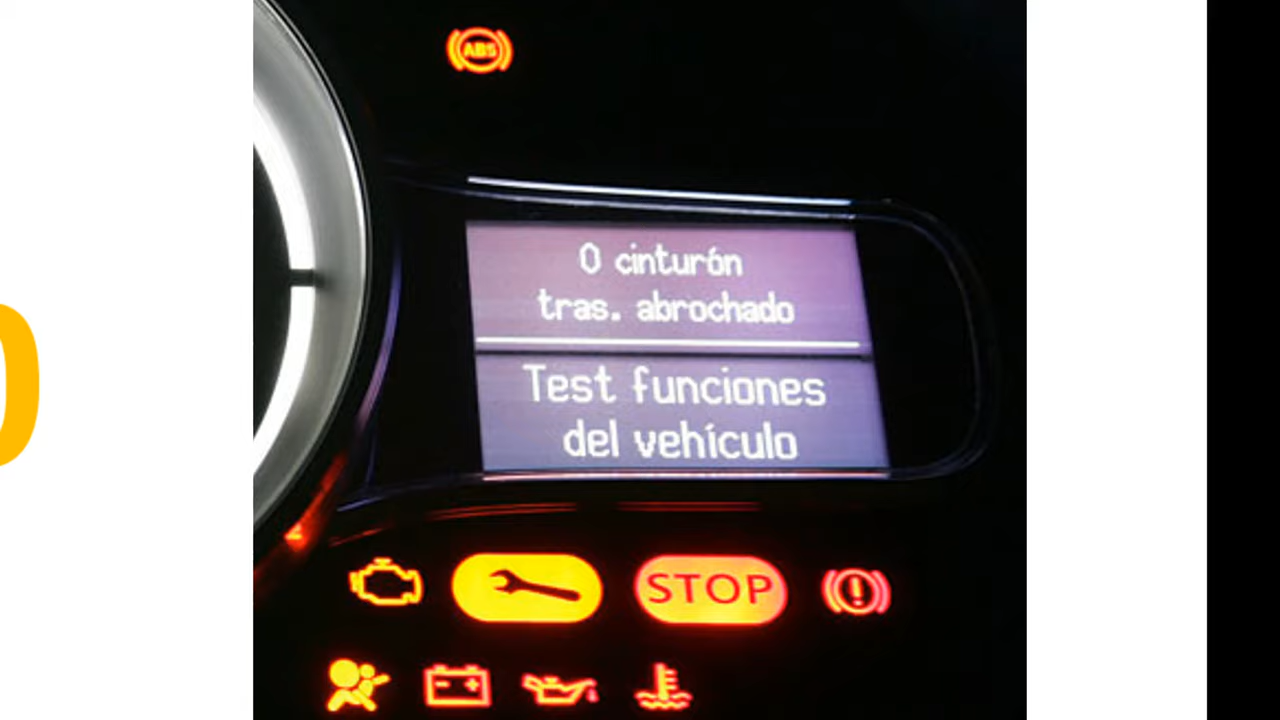 ABS
0 cinturón
tras. abrochado
Test funciones
del vehículo
STOP